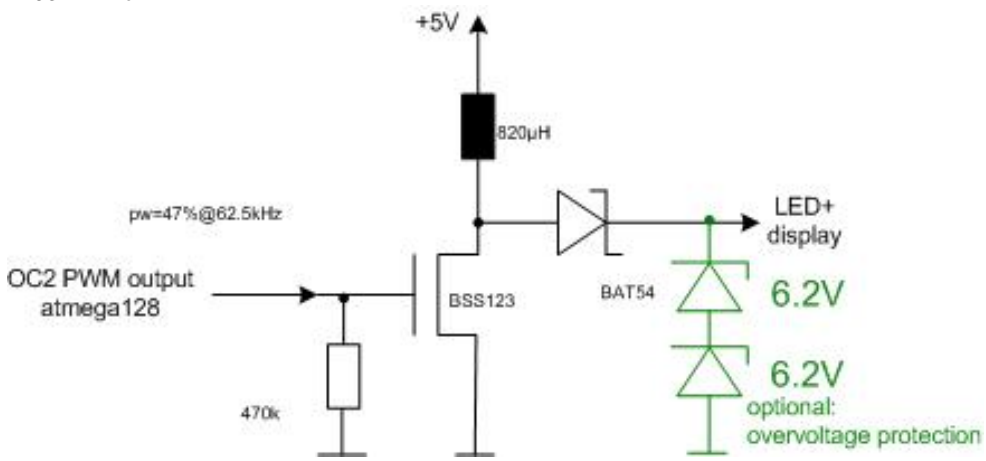 +5V
820µH
pw=47%@62.5kHz
LED+
display
OC2 PWM output
atmega128
BSS123
BAT54
6.2V
6.2V
470k
optional:
overvoltage protection